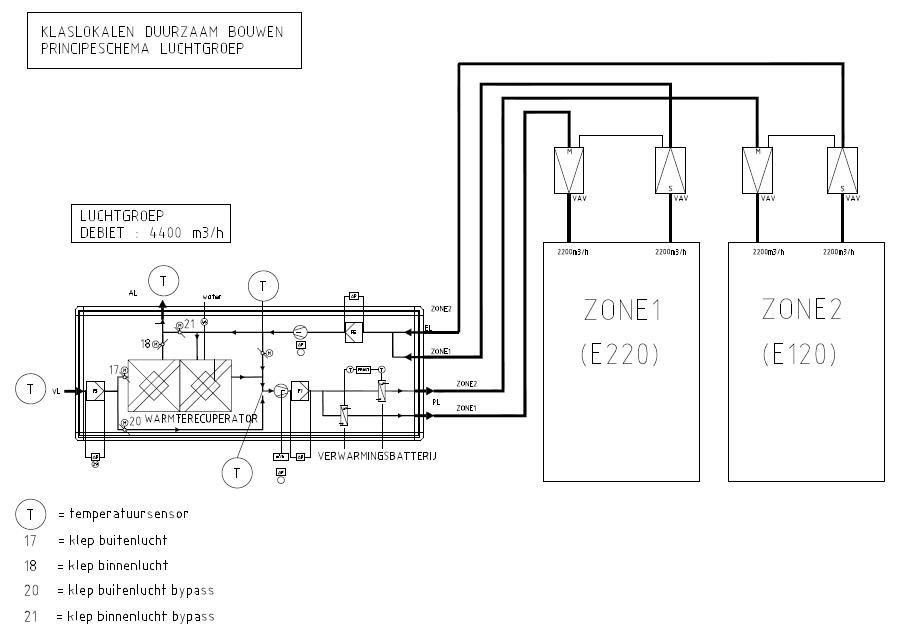 KLASLOKALEN DUURZAAM BOUWEN
PRINCIPESCHEMA LUCHTGROEP
LUCHTGROEP
DEBIET : 4400 m3/h
M
S
M
S
VAV
VAV
VAV
VAV
2200m3/h
2200m3/h
2200m3/h
2200m3/h
ZONE1
(E220)
ZONE2
(E120)
T
AL
water
T
ZONE2
EL
21
18
ZONE1
17
T
VL
ZONE2
PL
ZONE1
20
WARMTERECUPERATOR
VERWARMINGSBATTERIJ
T
T = temperatuursensor
17 = klep buitenlucht
18 = klep binnenlucht
20 = klep buitenlucht bypass
21 = klep binnenlucht bypass